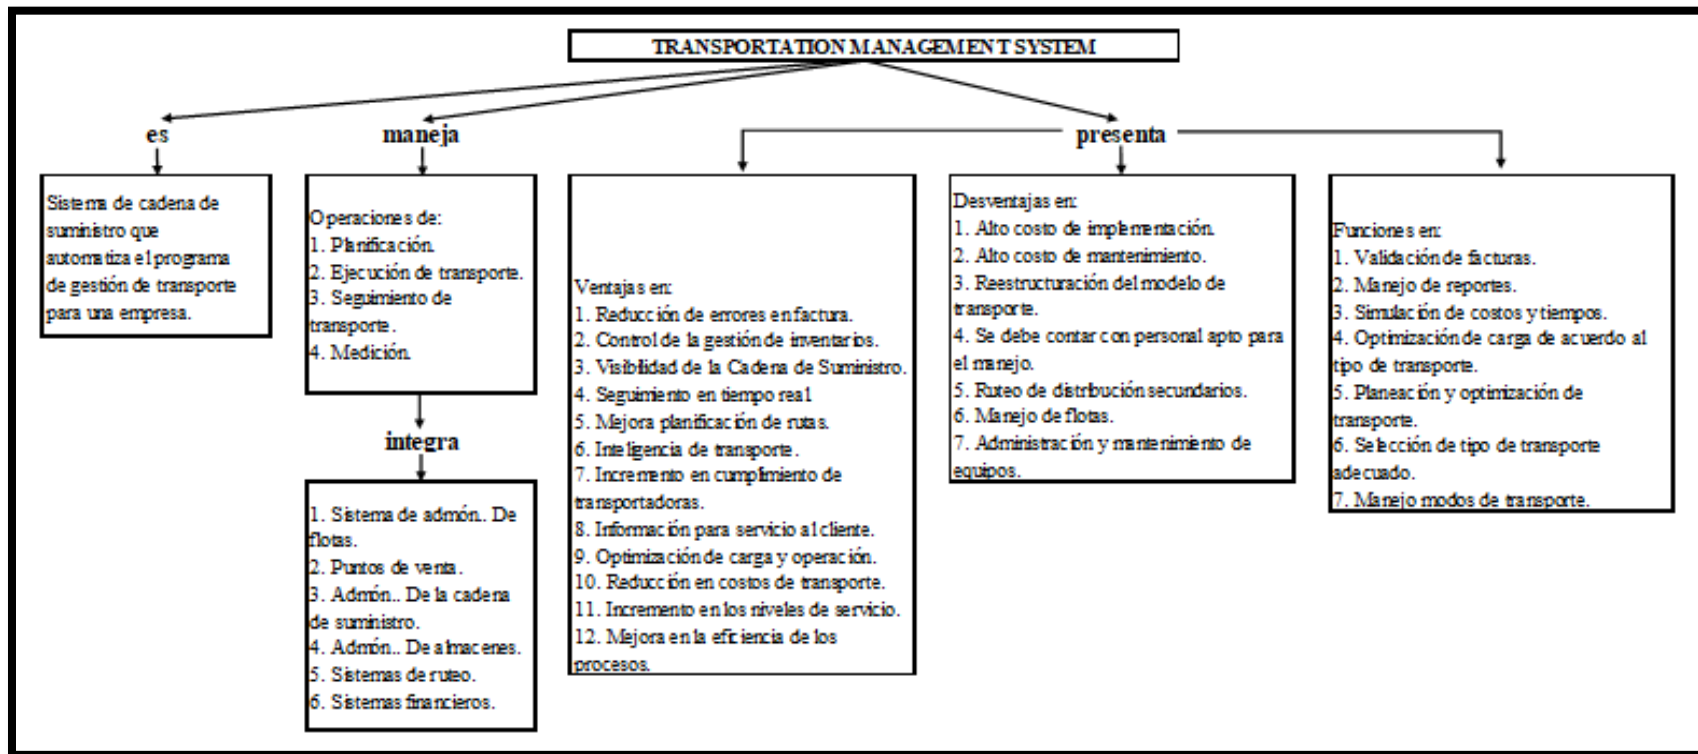 TRANSPORTATION MANAGEMENT SYSTEM
es
maneja
presenta
Sistema de cadena de
suministro que
automatiza el programa
de gestión de transporte
para una empresa.
Operaciones de:
1. Planificación.
2. Ejecución de transporte.
3. Seguimiento de
transporte.
4. Medición.
integra
1. Sistema de admón.. De
flotas.
2. Puntos de venta.
3. Admón.. De la cadena
de suministro.
4. Admón.. De almacenes.
5. Sistemas de ruteo.
6. Sistemas financieros.
Ventajas en:
1. Reducción de errores en factura.
2. Control de la gestión de inventarios.
3. Visibilidad de la Cadena de Suministro.
4. Seguimiento en tiempo real
5. Mejora planificación de rutas.
6. Inteligencia de transporte.
7. Incremento en cumplimiento de
transportadoras.
8. Información para servicio al cliente.
9. Optimización de carga y operación.
10. Reducción en costos de transporte.
11. Incremento en los niveles de servicio.
12. Mejora en la eficiencia de los
procesos.
Desventajas en:
1. Alto costo de implementación.
2. Alto costo de mantenimiento.
3. Reestructuración del modelo de
transporte.
4. Se debe contar con personal apto para
el manejo.
5. Ruteo de distribución secundarios.
6. Manejo de flotas.
7. Administración y mantenimiento de
equipos.
Funciones en:
1. Validación de facturas.
2. Manejo de reportes.
3. Simulación de costos y tiempos.
4. Optimización de carga de acuerdo al
tipo de transporte.
5. Planeación y optimización de
transporte.
6. Selección de tipo de transporte
adecuado.
7. Manejo modos de transporte.